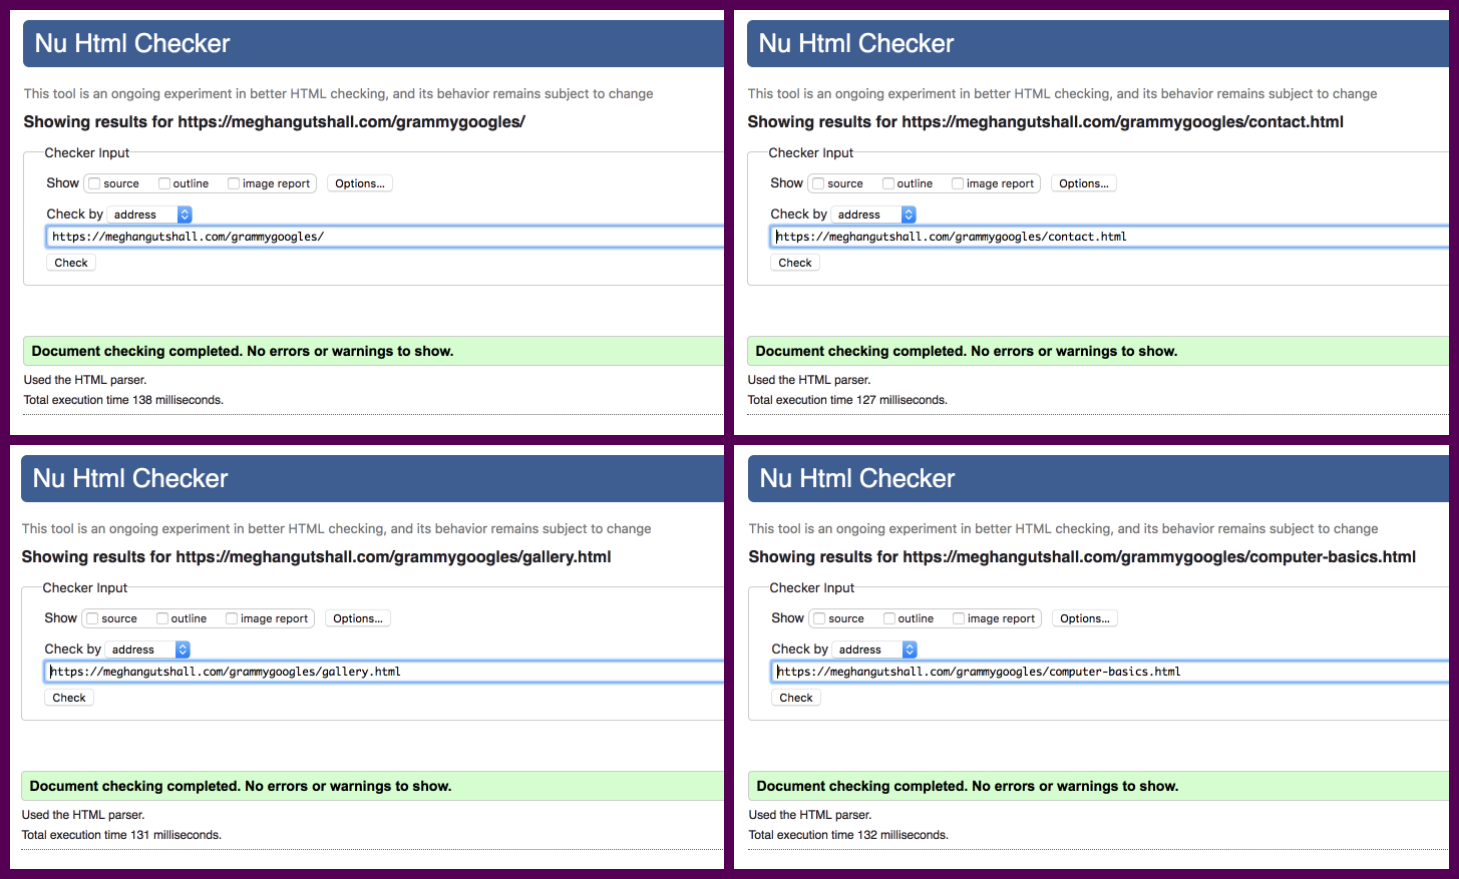 Nu Html Checker
This tool is an ongoing experiment in better HTML checking, and its behavior remains subject to change
Showing results for https://meghangutshall.com/grammygoogles/
Checker Input
Show source outline image report Options...
Check by address
https://meghangutshall.com/grammygoogles/
Check
Document checking completed. No errors or warnings to show.
Used the HTML parser.
Total execution time 138 milliseconds.
Nu Html Checker
This tool is an ongoing experiment in better HTML checking, and its behavior remains subject to change
Showing results for https://meghangutshall.com/grammygoogles/contact.html
Checker Input
Show source outline image report Options...
Check by address
https://meghangutshall.com/grammygoogles/contact.html
Check
Document checking completed. No errors or warnings to show.
Used the HTML parser.
Total execution time 127 milliseconds.
Nu Html Checker
This tool is an ongoing experiment in better HTML checking, and its behavior remains subject to change
Showing results for https://meghangutshall.com/grammygoogles/gallery.html
Checker Input
Show source outline image report Options...
Check by address
https://meghangutshall.com/grammygoogles/gallery.html
Check
Document checking completed. No errors or warnings to show.
Used the HTML parser.
Total execution time 131 milliseconds.
Nu Html Checker
This tool is an ongoing experiment in better HTML checking, and its behavior remains subject to change
Showing results for https://meghangutshall.com/grammygoogles/computer-basics.html
Checker Input
Show source outline image report Options...
Check by address
https://meghangutshall.com/grammygoogles/computer-basics.html
Check
Document checking completed. No errors or warnings to show.
Used the HTML parser.
Total execution time 132 milliseconds.